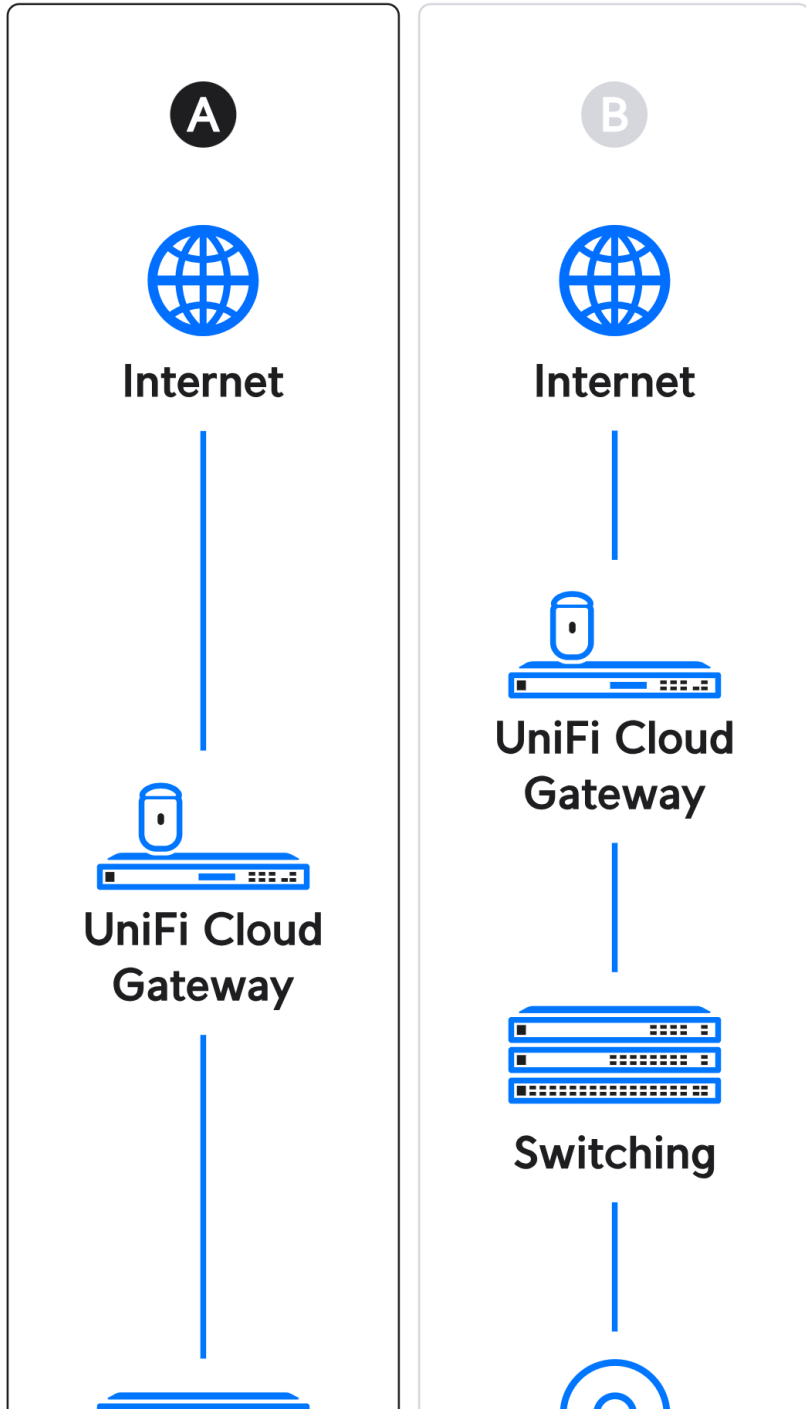 A
Internet
UniFi Cloud
Gateway
B
Internet
UniFi Cloud
Gateway
Switching